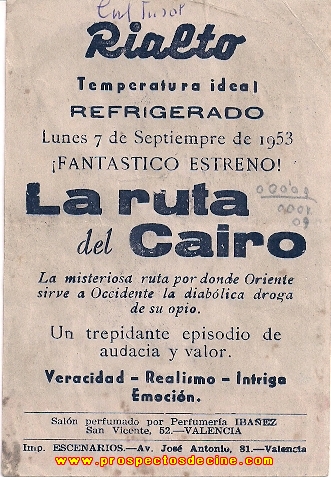 Rialto
Temperatura ideal
REFRIGERADO
Lunes 7 de Septiembre de 1953
¡FANTASTICO ESTRENO!
La ruta
del Cairo
La misteriosa ruta por donde Oriente
sirve a Occidente la diabólica droga
de su opio.
Un trepidante episodio de
audacia y valor.
Veracidad - Realismo - Intriga
Emoción.
Salón perfumado por Perfumería IBAÑEZ
San Vicente, 52.—VALENCIA
Imp. ESCENARIOS.—Av. José Antonio, 81.—Valencia
www.prospectosdecine.com